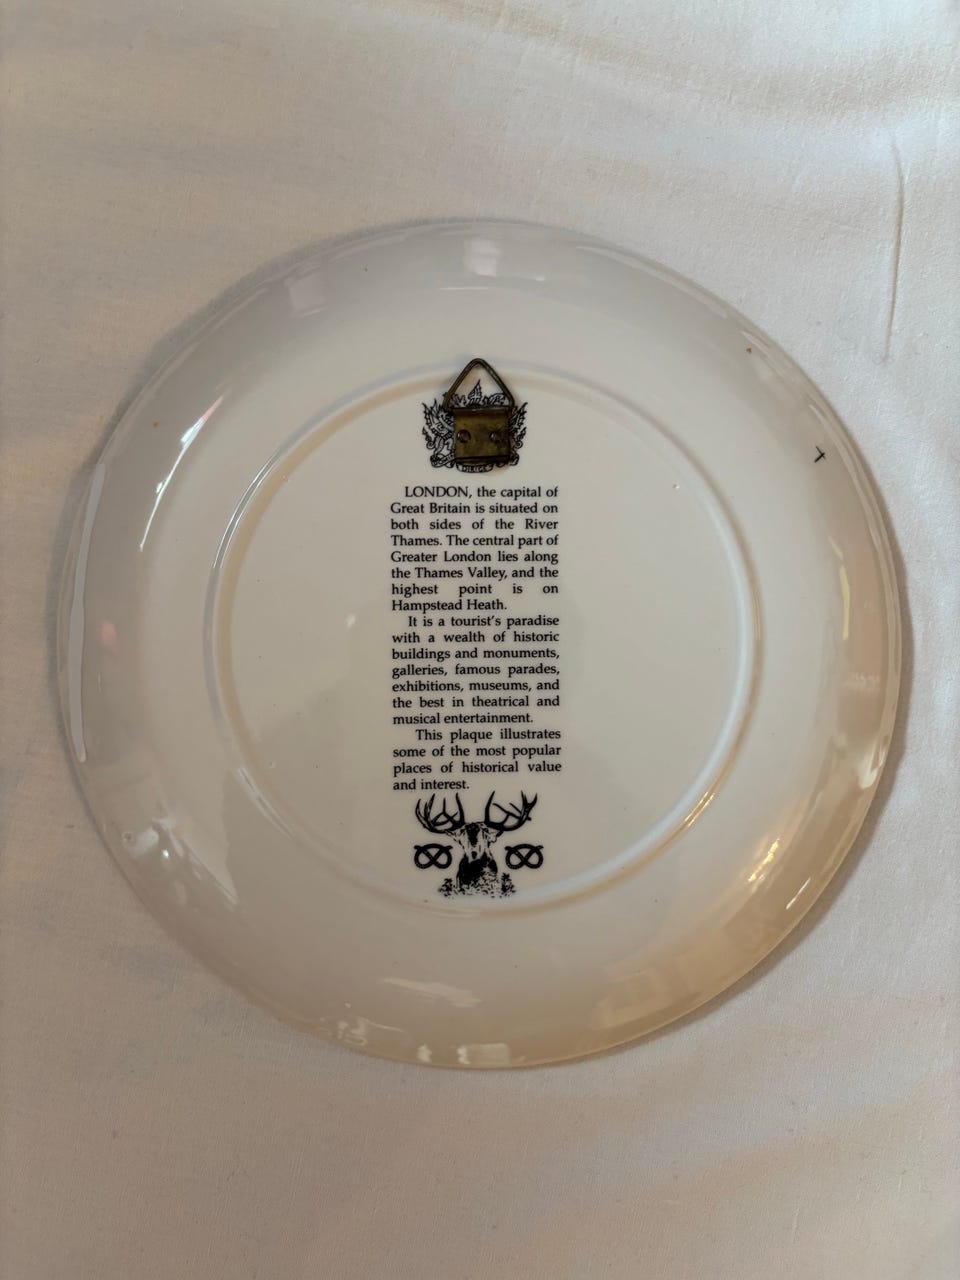 DIRIGE
LONDON, the capital of
Great Britain is situated on
both sides of the River
Thames. The central part of
Greater London lies along
the Thames Valley, and the
highest point is on
Hampstead Heath.
It is a tourist's paradise
with a wealth of historic
buildings and monuments,
galleries, famous parades,
exhibitions, museums, and
the best in theatrical and
musical entertainment.
This plaque illustrates
some of the most popular
places of historical value
and interest.